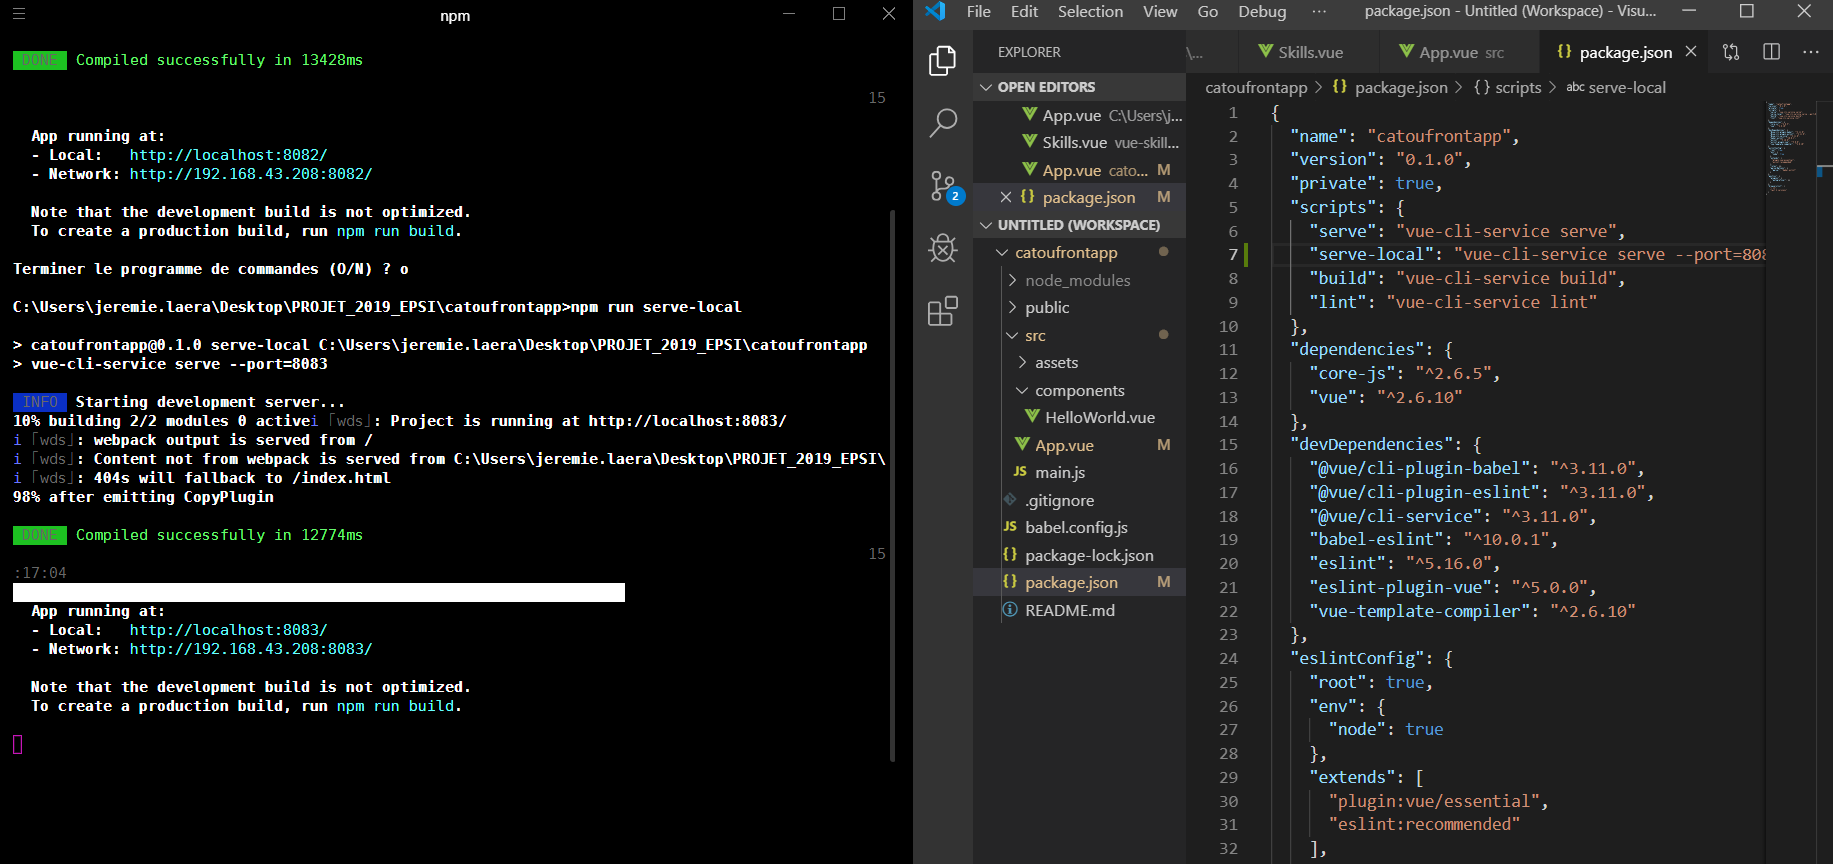 npm
DONE Compiled successfully in 13428ms
15
App running at:
- Local: http://localhost:8082/
- Network: http://192.168.43.208:8082/
Note that the development build is not optimized.
To create a production build, run npm run build.
Terminer le programme de commandes (O/N) ? o
C:\Users\jeremie.laera\Desktop\PROJET_2019_EPSI\catoufrontapp>npm run serve-local
> catoufrontapp@0.1.0 serve-local C:\Users\jeremie.laera\Desktop\PROJET_2019_EPSI\catoufrontapp
> vue-cli-service serve --port=8083
INFO Starting development server...
10% building 2/2 modules 0 activei ｢wds｣: Project is running at http://localhost:8083/
i ｢wds｣: webpack output is served from /
i ｢wds｣: Content not from webpack is served from C:\Users\jeremie.laera\Desktop\PROJET_2019_EPSI\
i ｢wds｣: 404s will fallback to /index.html
98% after emitting CopyPlugin
DONE Compiled successfully in 12774ms
15
:17:04
App running at:
- Local: http://localhost:8083/
- Network: http://192.168.43.208:8083/
Note that the development build is not optimized.
To create a production build, run npm run build.
File Edit Selection View Go Debug ··· package.json - Untitled (Workspace) - Visu...
EXPLORER
OPEN EDITORS
App.vue C:\Users\j...
Skills.vue vue-skill...
App.vue cato... M
package.json M
UNTITLED (WORKSPACE)
catoufrontapp
node_modules
public
src
assets
components
HelloWorld.vue
App.vue M
JS main.js
.gitignore
JS babel.config.js
{} package-lock.json
{} package.json M
README.md
2
\... Skills.vue App.vue src {} package.json
catoufrontapp > {} package.json > {} scripts > abc serve-local
1 {
2 "name": "catoufrontapp",
3 "version": "0.1.0",
4 "private": true,
5 "scripts": {
6 "serve": "vue-cli-service serve",
7 "serve-local": "vue-cli-service serve --port=808
8 "build": "vue-cli-service build",
9 "lint": "vue-cli-service lint"
10 },
11 "dependencies": {
12 "core-js": "^2.6.5",
13 "vue": "^2.6.10"
14 },
15 "devDependencies": {
16 "@vue/cli-plugin-babel": "^3.11.0",
17 "@vue/cli-plugin-eslint": "^3.11.0",
18 "@vue/cli-service": "^3.11.0",
19 "babel-eslint": "^10.0.1",
20 "eslint": "^5.16.0",
21 "eslint-plugin-vue": "^5.0.0",
22 "vue-template-compiler": "^2.6.10"
23 },
24 "eslintConfig": {
25 "root": true,
26 "env": {
27 "node": true
28 },
29 "extends": [
30 "plugin:vue/essential",
31 "eslint:recommended"
32 ],